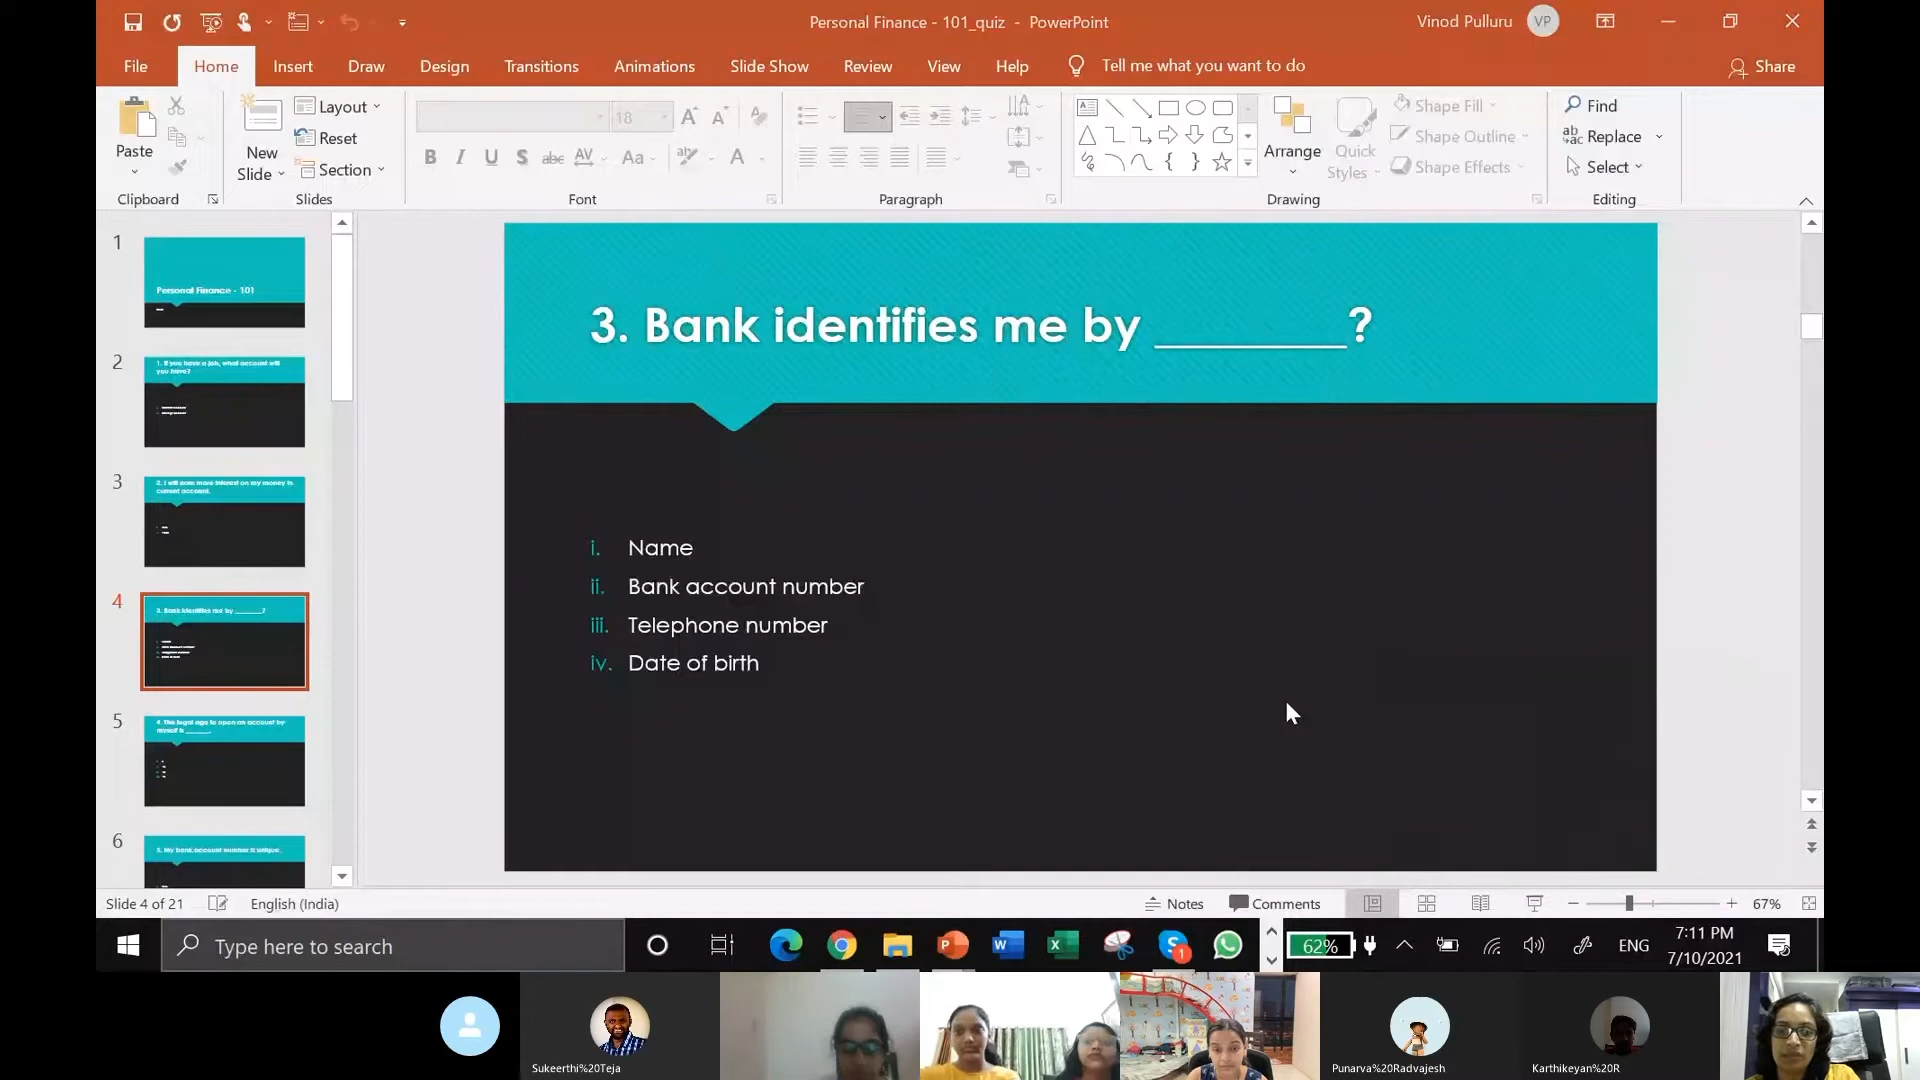 Personal Finance - 101_quiz - PowerPoint
Vinod Pulluru
VP
File
Home
Insert
Draw
Design
Transitions
Animations
Slide Show
Review
View
Help
Tell me what you want to do
Share
Paste
Clipboard
New
Slide
Layout
Reset
Section
Slides
18
B
I
U
S
abc
AV
Aa
A
Font
Paragraph
Arrange
Quick
Styles
Shape Fill
Shape Outline
Shape Effects
Drawing
Find
Replace
Select
Editing
1
Personal Finance - 101
2
1. If you have a job, what account will
you have?
3
2. I will earn more interest on my money in
current account.
4
3. Bank identifies me by ______?
5
4. The legal age to open an account by
myself is ______.
6
5. My bank account number is unique.
3. Bank identifies me by ________?
i. Name
ii. Bank account number
iii. Telephone number
iv. Date of birth
Slide 4 of 21
English (India)
Notes
Comments
67%
Type here to search
62%
ENG
7:11 PM
7/10/2021
Sukeerthi%20Teja
Punarva%20Radvajesh
Karthikeyan%20R